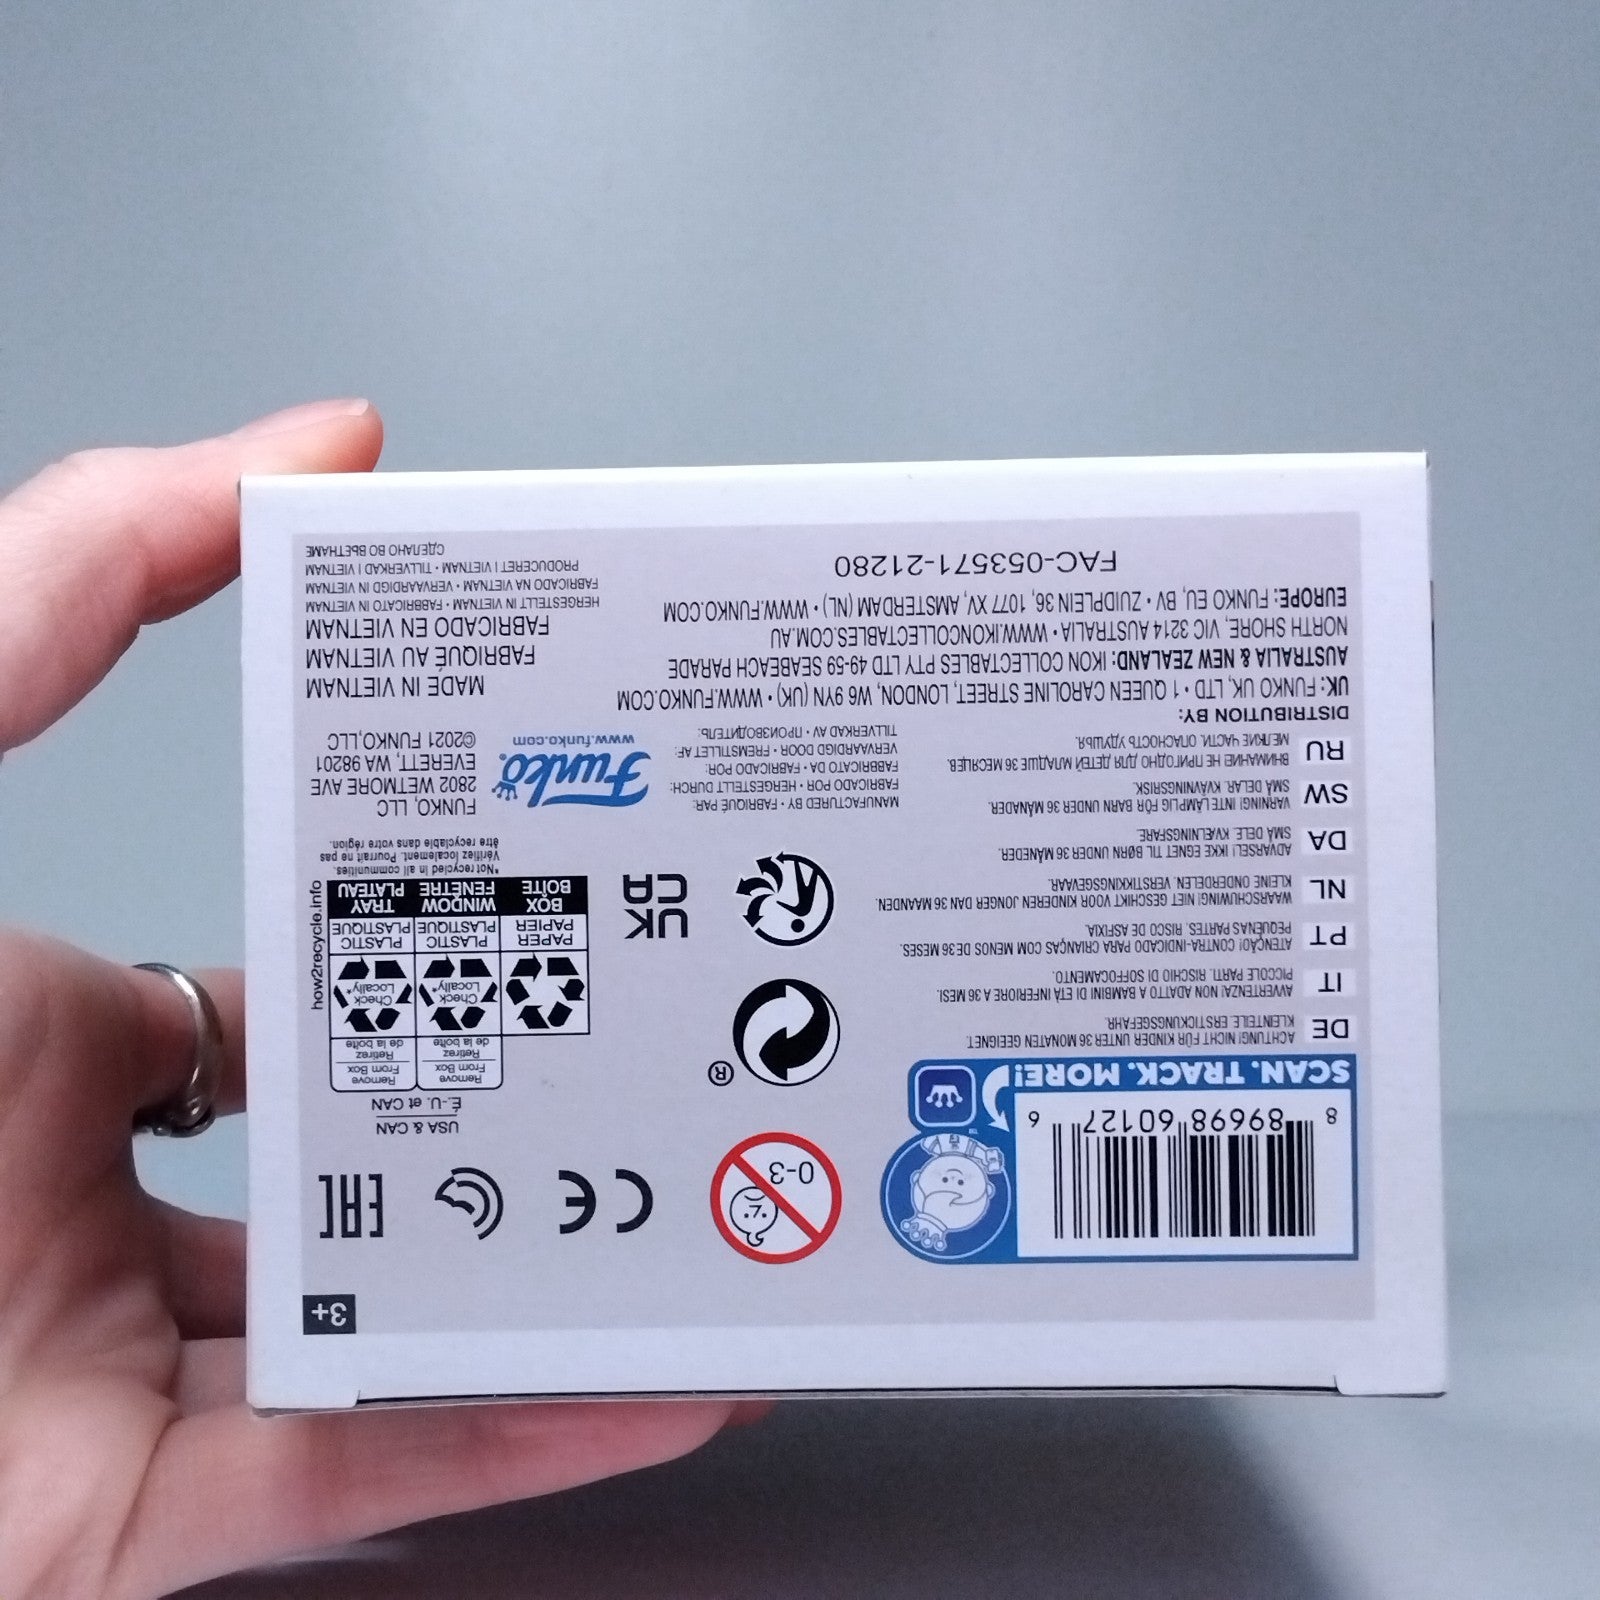 3+
8 89698 60127 6
SCAN. TRACK. MORE!
TM
0-3
CE
EAC
USA & CAN
É.-U. et CAN
Remove
From Box
Retirez
de la boîte
Remove
From Box
Retirez
de la boîte
Check
Locally*
Check
Locally*
PAPER
PAPIER
PLASTIC
PLASTIQUE
PLASTIC
PLASTIQUE
BOX
BOÎTE
WINDOW
FENÊTRE
TRAY
PLATEAU
how2recycle.info
*Not recycled in all communities.
Vérifiez localement. Pourrait ne pas
être recyclable dans votre région.
®
UK
CA
DE
ACHTUNG! NICHT FÜR KINDER UNTER 36 MONATEN GEEIGNET.
KLEINTEILE. ERSTICKUNGSGEFAHR.
IT
AVVERTENZA! NON ADATTO A BAMBINI DI ETÀ INFERIORE A 36 MESI.
PICCOLE PARTI. RISCHIO DI SOFFOCAMENTO.
PT
ATENÇÃO! CONTRA-INDICADO PARA CRIANÇAS COM MENOS DE 36 MESES.
PEQUENAS PARTES. RISCO DE ASFIXIA.
NL
WAARSCHUWING! NIET GESCHIKT VOOR KINDEREN JONGER DAN 36 MAANDEN.
KLEINE ONDERDELEN. VERSTIKKINGSGEVAAR.
DA
ADVARSEL! IKKE EGNET TIL BØRN UNDER 36 MÅNEDER.
SMÅ DELE. KVÆLNINGSFARE.
SW
VARNING! INTE LÄMPLIG FÖR BARN UNDER 36 MÅNADER.
SMÅ DELAR. KVÄVNINGSRISK.
RU
ВНИМАНИЕ НЕ ПРИГОДНО ДЛЯ ДЕТЕЙ МЛАДШЕ 36 МЕСЯЦЕВ.
МЕЛКИЕ ЧАСТИ. ОПАСНОСТЬ УДУШЬЯ.
MANUFACTURED BY • FABRIQUÉ PAR:
FABRICADO POR • HERGESTELLT DURCH:
FABBRICATO DA • FABRICADO POR:
VERVAARDIGD DOOR • FREMSTILLET AF:
TILLVERKAD AV • ПРОИЗВОДИТЕЛЬ:
Funko
www.funko.com
FUNKO, LLC
2802 WETMORE AVE
EVERETT, WA 98201
©2021 FUNKO,LLC
DISTRIBUTION BY:
UK: FUNKO UK, LTD • 1 QUEEN CAROLINE STREET, LONDON, W6 9YN (UK) • WWW.FUNKO.COM
AUSTRALIA & NEW ZEALAND: IKON COLLECTABLES PTY LTD 49-59 SEABEACH PARADE
NORTH SHORE, VIC 3214 AUSTRALIA • WWW.IKONCOLLECTABLES.COM.AU
EUROPE: FUNKO EU, BV • ZUIDPLEIN 36, 1077 XV, AMSTERDAM (NL) • WWW.FUNKO.COM
FAC-053571-21280
MADE IN VIETNAM
FABRIQUÉ AU VIETNAM
FABRICADO EN VIETNAM
HERGESTELLT IN VIETNAM • FABBRICATO IN VIETNAM
FABRICADO NA VIETNAM • VERVAARDIGD IN VIETNAM
PRODUCERET I VIETNAM • TILLVERKAD I VIETNAM
СДЕЛАНО ВО ВЬЕТНАМЕ